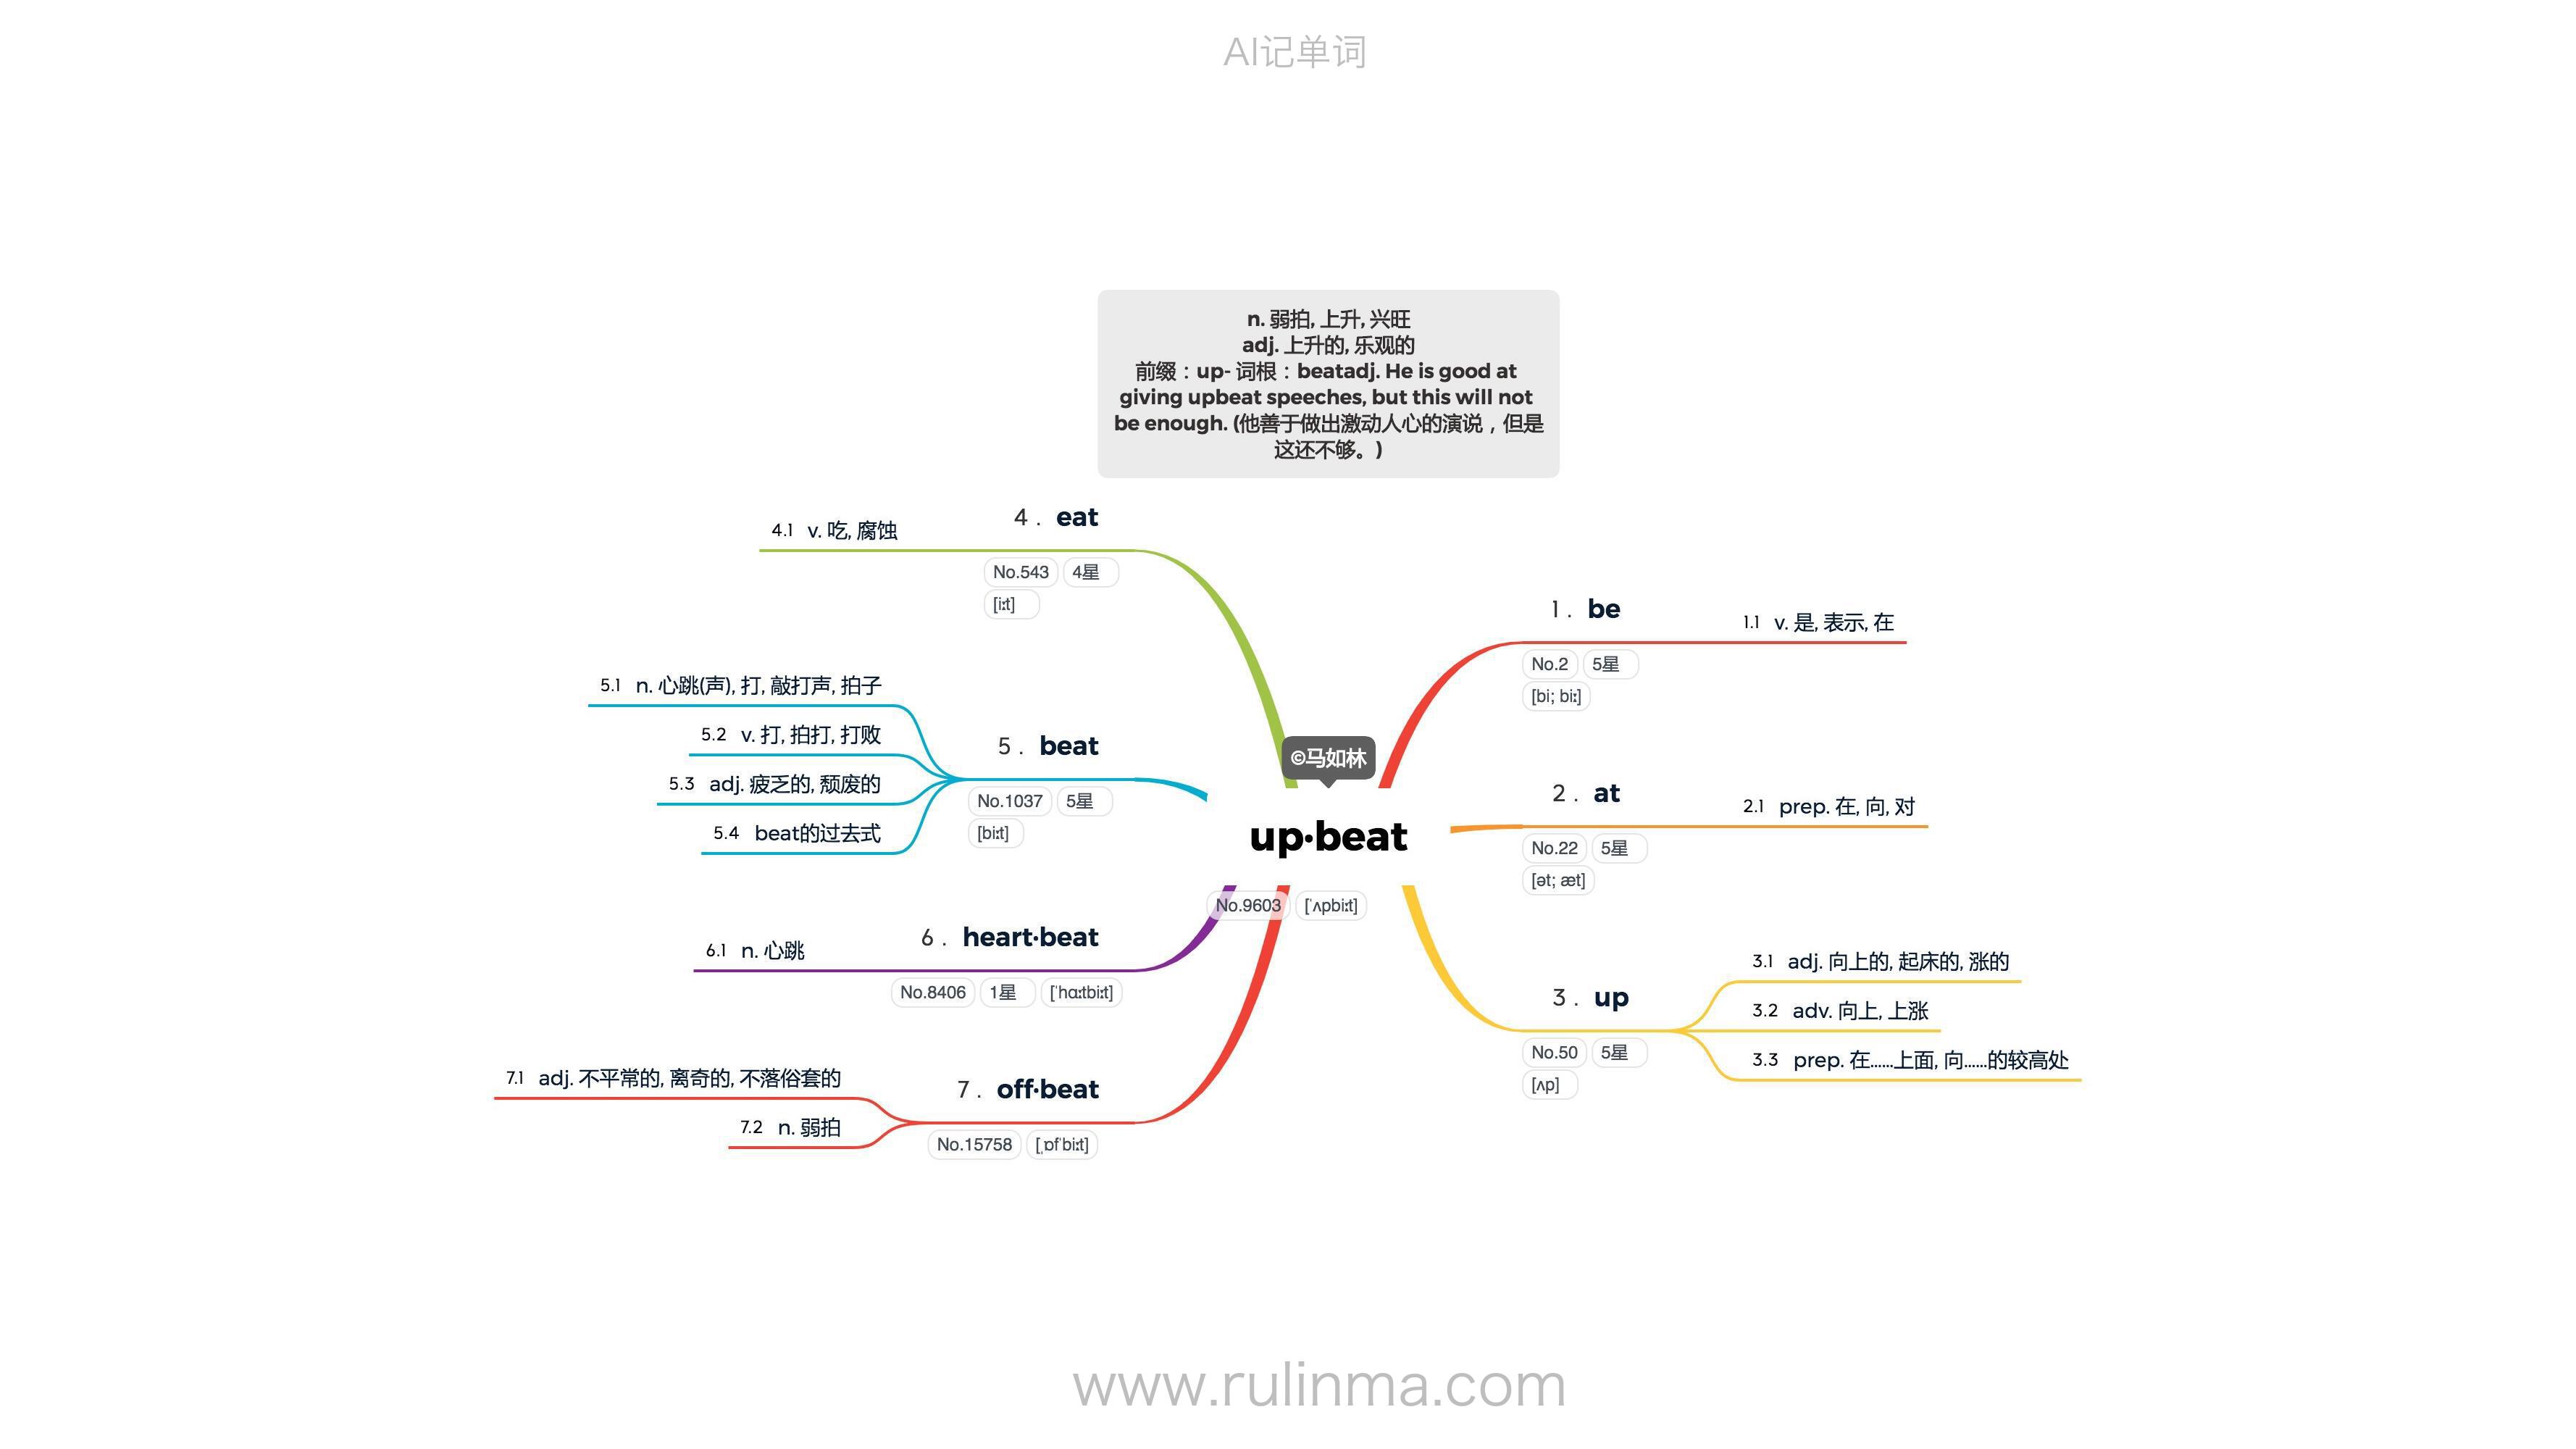 AI记单词
n. 弱拍, 上升, 兴旺
adj. 上升的, 乐观的
前缀：up- 词根：beatadj. He is good at
giving upbeat speeches, but this will not
be enough. (他善于做出激动人心的演说，但是
这还不够。)
©马如林
up·beat
No.9603 [ˈʌpbiːt]
1. be
No.2 5星
[bi; biː]
1.1 v. 是, 表示, 在
2. at
No.22 5星
[ət; æt]
2.1 prep. 在, 向, 对
3. up
No.50 5星
[ʌp]
3.1 adj. 向上的, 起床的, 涨的
3.2 adv. 向上, 上涨
3.3 prep. 在……上面, 向……的较高处
4. eat
No.543 4星
[iːt]
4.1 v. 吃, 腐蚀
5. beat
No.1037 5星
[biːt]
5.1 n. 心跳(声), 打, 敲打声, 拍子
5.2 v. 打, 拍打, 打败
5.3 adj. 疲乏的, 颓废的
5.4 beat的过去式
6. heart·beat
No.8406 1星 [ˈhɑːtbiːt]
6.1 n. 心跳
7. off·beat
No.15758 [ˌɒfˈbiːt]
7.1 adj. 不平常的, 离奇的, 不落俗套的
7.2 n. 弱拍
www.rulinma.com